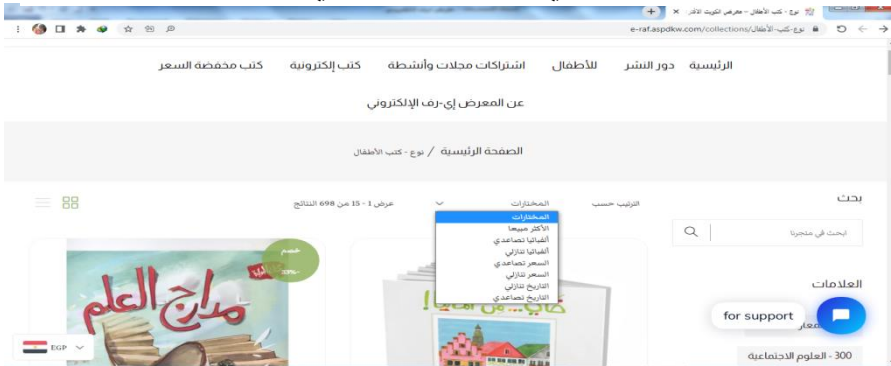 نوع - كتب الأطفال – معرض الكويت الافتر
e-raf.aspdkw.com/collections/نوع-كتب-الأطفال
الرئيسية دور النشر للأطفال اشتراكات مجلات وأنشطة كتب إلكترونية كتب مخفضة السعر
عن المعرض إي-رف الإلكتروني
الصفحة الرئيسية / نوع - كتب الأطفال
بحث
الترتيب حسب المختارات عرض 1 - 15 من 698 النتائج
المختارات
الأكثر مبيعا
ألفبائيا تصاعدي
ألفبائيا تنازلي
السعر تصاعدي
السعر تنازلي
التاريخ تنازلي
التاريخ تصاعدي
ابحث في متجرنا
خصم
العلامات
for support
EGP
300 - العلوم الاجتماعية